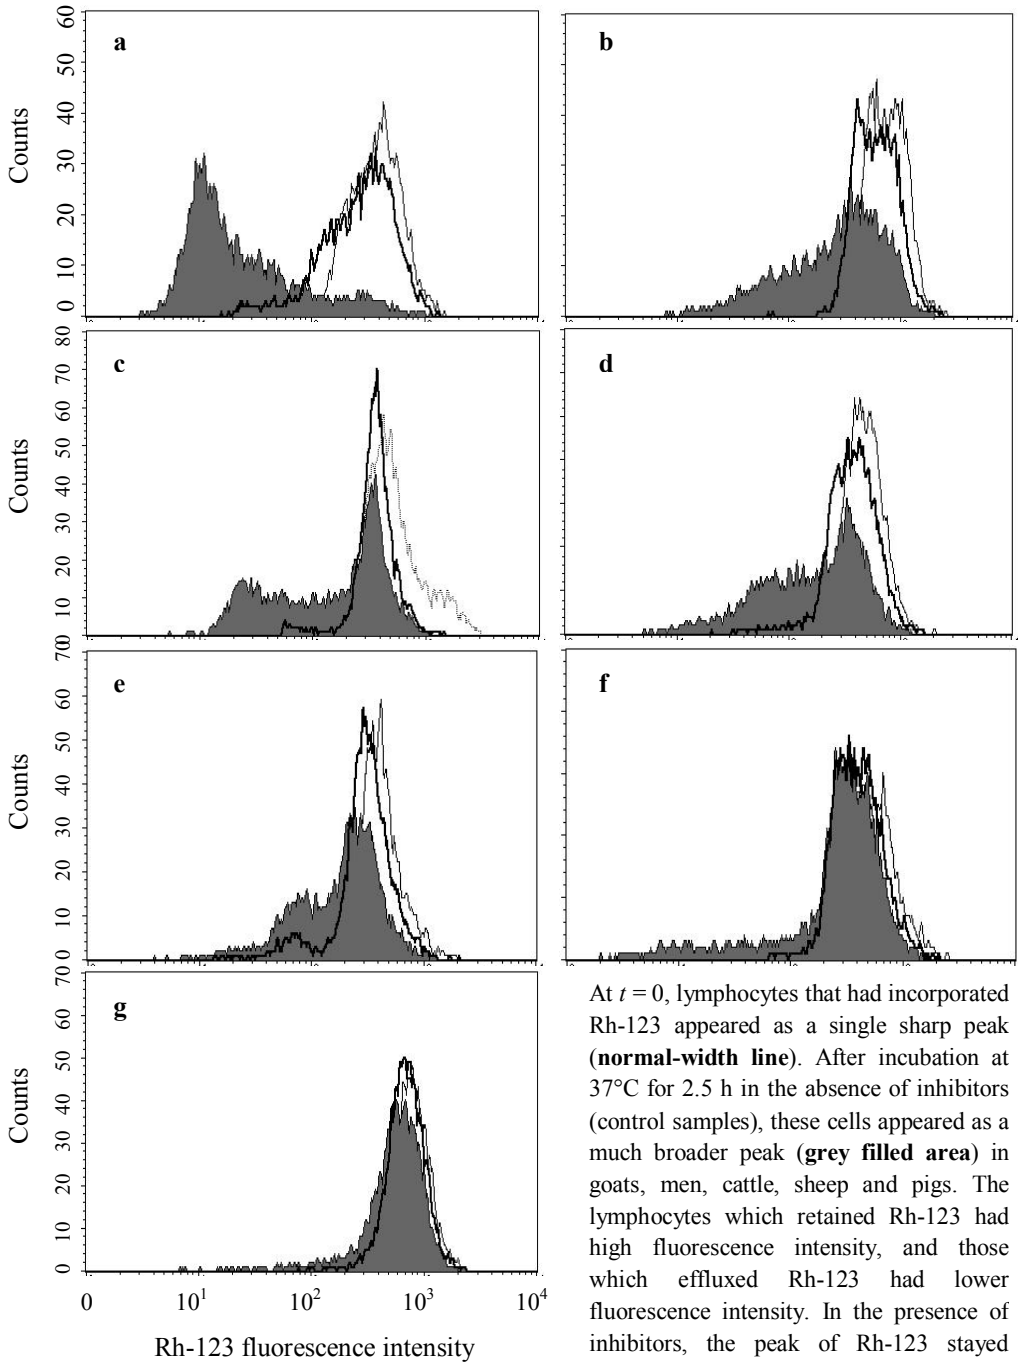 60
50
40
30
20
10
0
Counts
a
b
80
70
60
50
40
30
20
10
0
Counts
c
d
70
60
50
40
30
20
10
0
Counts
e
f
70
60
50
40
30
20
10
0
Counts
g
0 10¹ 10² 10³ 10⁴
Rh-123 fluorescence intensity
At t = 0, lymphocytes that had incorporated
Rh-123 appeared as a single sharp peak
(normal-width line). After incubation at
37°C for 2.5 h in the absence of inhibitors
(control samples), these cells appeared as a
much broader peak (grey filled area) in
goats, men, cattle, sheep and pigs. The
lymphocytes which retained Rh-123 had
high fluorescence intensity, and those
which effluxed Rh-123 had lower
fluorescence intensity. In the presence of
inhibitors, the peak of Rh-123 stayed